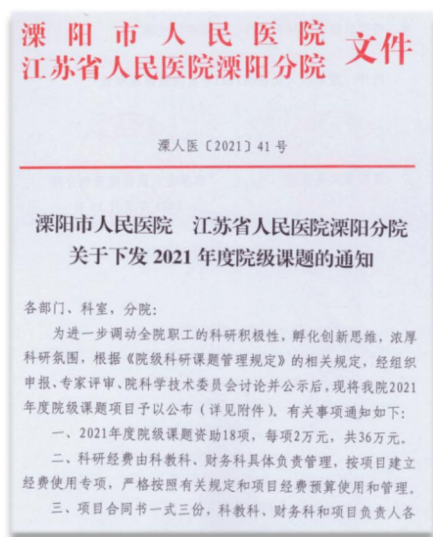 溧阳市人民医院
江苏省人民医院溧阳分院
文件
溧人医〔2021〕41号
溧阳市人民医院 江苏省人民医院溧阳分院
关于下发 2021 年度院级课题的通知
各部门、科室，分院：
为进一步调动全院职工的科研积极性，孵化创新思维，浓厚
科研氛围，根据《院级科研课题管理规定》的相关规定，经组织
申报、专家评审、院科学技术委员会讨论并公示后，现将我院2021
年度院级课题项目予以公布（详见附件）。有关事项通知如下：
一、2021年度院级课题资助18项，每项2万元，共36万元。
二、科研经费由科教科、财务科具体负责管理，按项目建立
经费使用专项，严格按照有关规定和项目经费预算使用和管理。
三、项目合同书一式三份，科教科、财务科和项目负责人各